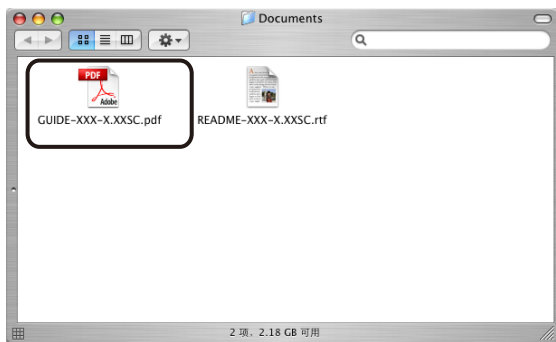 Documents
PDF
Adobe
GUIDE-XXX-X.XXSC.pdf
README-XXX-X.XXSC.rtf
2 项，2.18 GB 可用